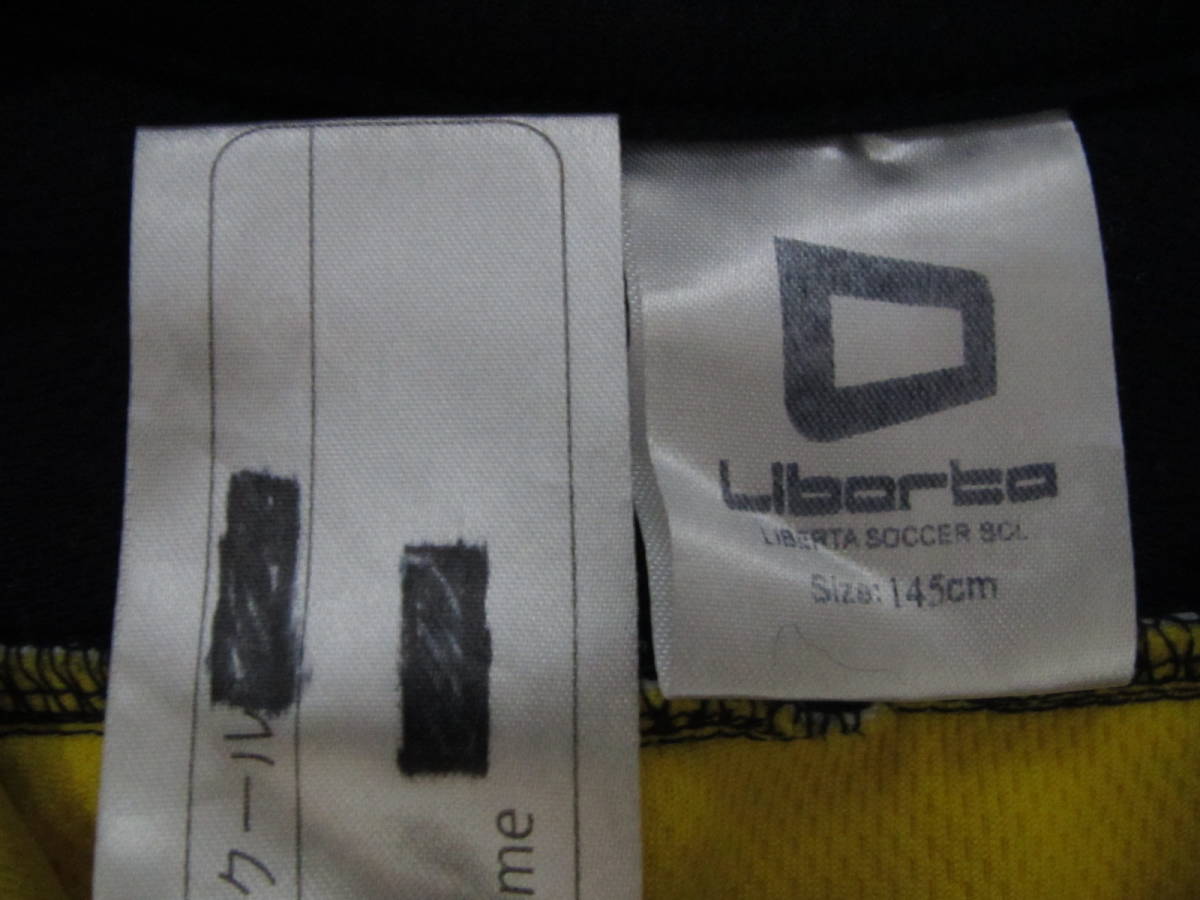 クール
me
Liberta
LIBERTA SOCCER SCL
Size: 145cm